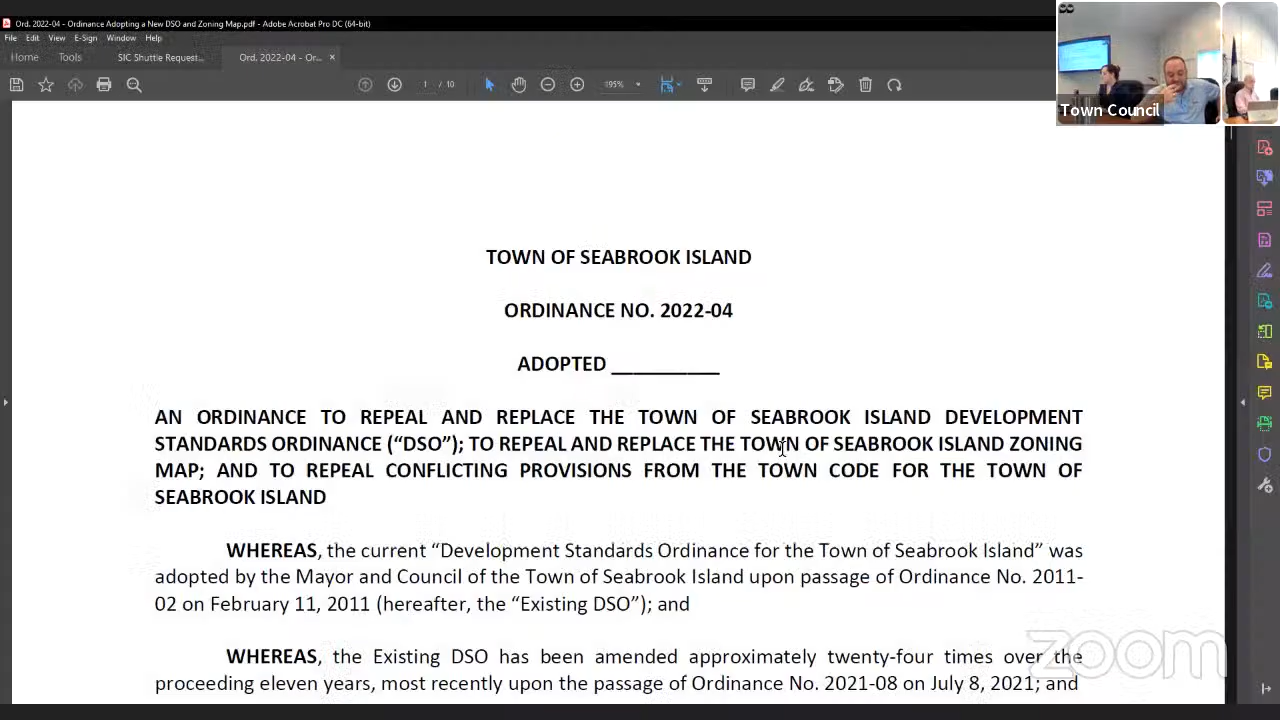 Ord. 2022-04 - Ordinance Adopting a New DSO and Zoning Map.pdf - Adobe Acrobat Pro DC (64-bit)
File Edit View E-Sign Window Help
Home Tools SIC Shuttle Request... Ord. 2022-04 - Or... ×
1 / 10 195%
Town Council
TOWN OF SEABROOK ISLAND
ORDINANCE NO. 2022-04
ADOPTED __________
AN ORDINANCE TO REPEAL AND REPLACE THE TOWN OF SEABROOK ISLAND DEVELOPMENT
STANDARDS ORDINANCE (“DSO”); TO REPEAL AND REPLACE THE TOWN OF SEABROOK ISLAND ZONING
MAP; AND TO REPEAL CONFLICTING PROVISIONS FROM THE TOWN CODE FOR THE TOWN OF
SEABROOK ISLAND
WHEREAS, the current “Development Standards Ordinance for the Town of Seabrook Island” was
adopted by the Mayor and Council of the Town of Seabrook Island upon passage of Ordinance No. 2011-
02 on February 11, 2011 (hereafter, the “Existing DSO”); and
WHEREAS, the Existing DSO has been amended approximately twenty-four times over the
proceeding eleven years, most recently upon the passage of Ordinance No. 2021-08 on July 8, 2021; and
zoom